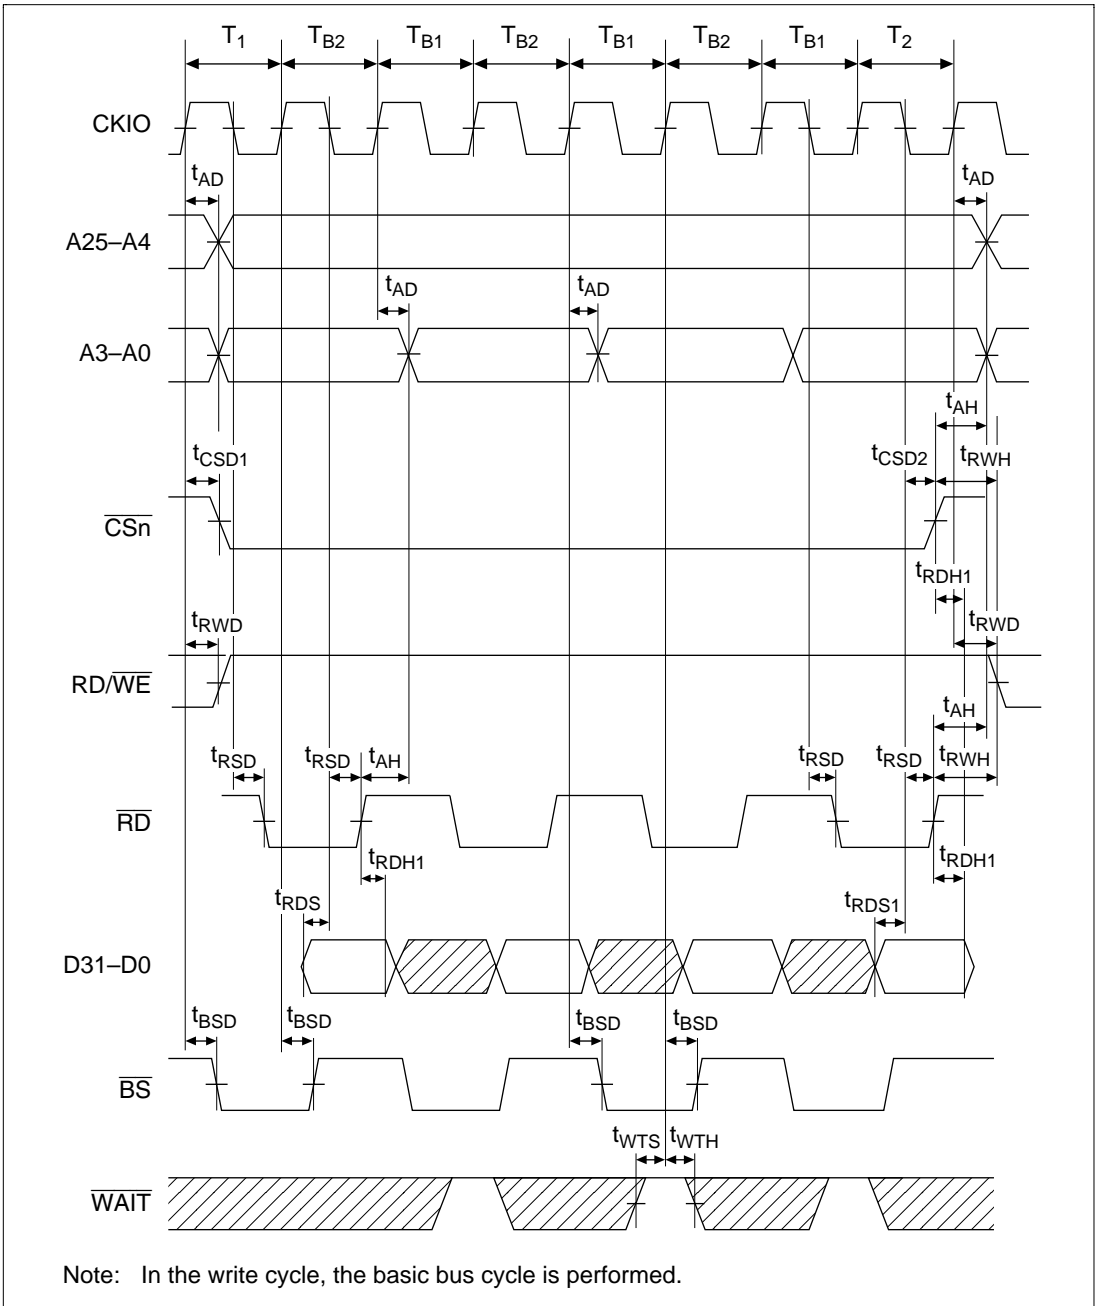 T1 TB2 TB1 TB2 TB1 TB2 TB1 T2
CKIO
tAD tAD
A25–A4
tAD tAD
A3–A0
tAH
tCSD1 tCSD2 tRWH
CSn
tRDH1
tRWD tRWD
RD/WE
tAH
tRSD tRSD tAH tRSD tRSD tRWH
RD
tRDH1 tRDH1
tRDS tRDS1
D31–D0
tBSD tBSD tBSD tBSD
BS
tWTS tWTH
WAIT
Note: In the write cycle, the basic bus cycle is performed.